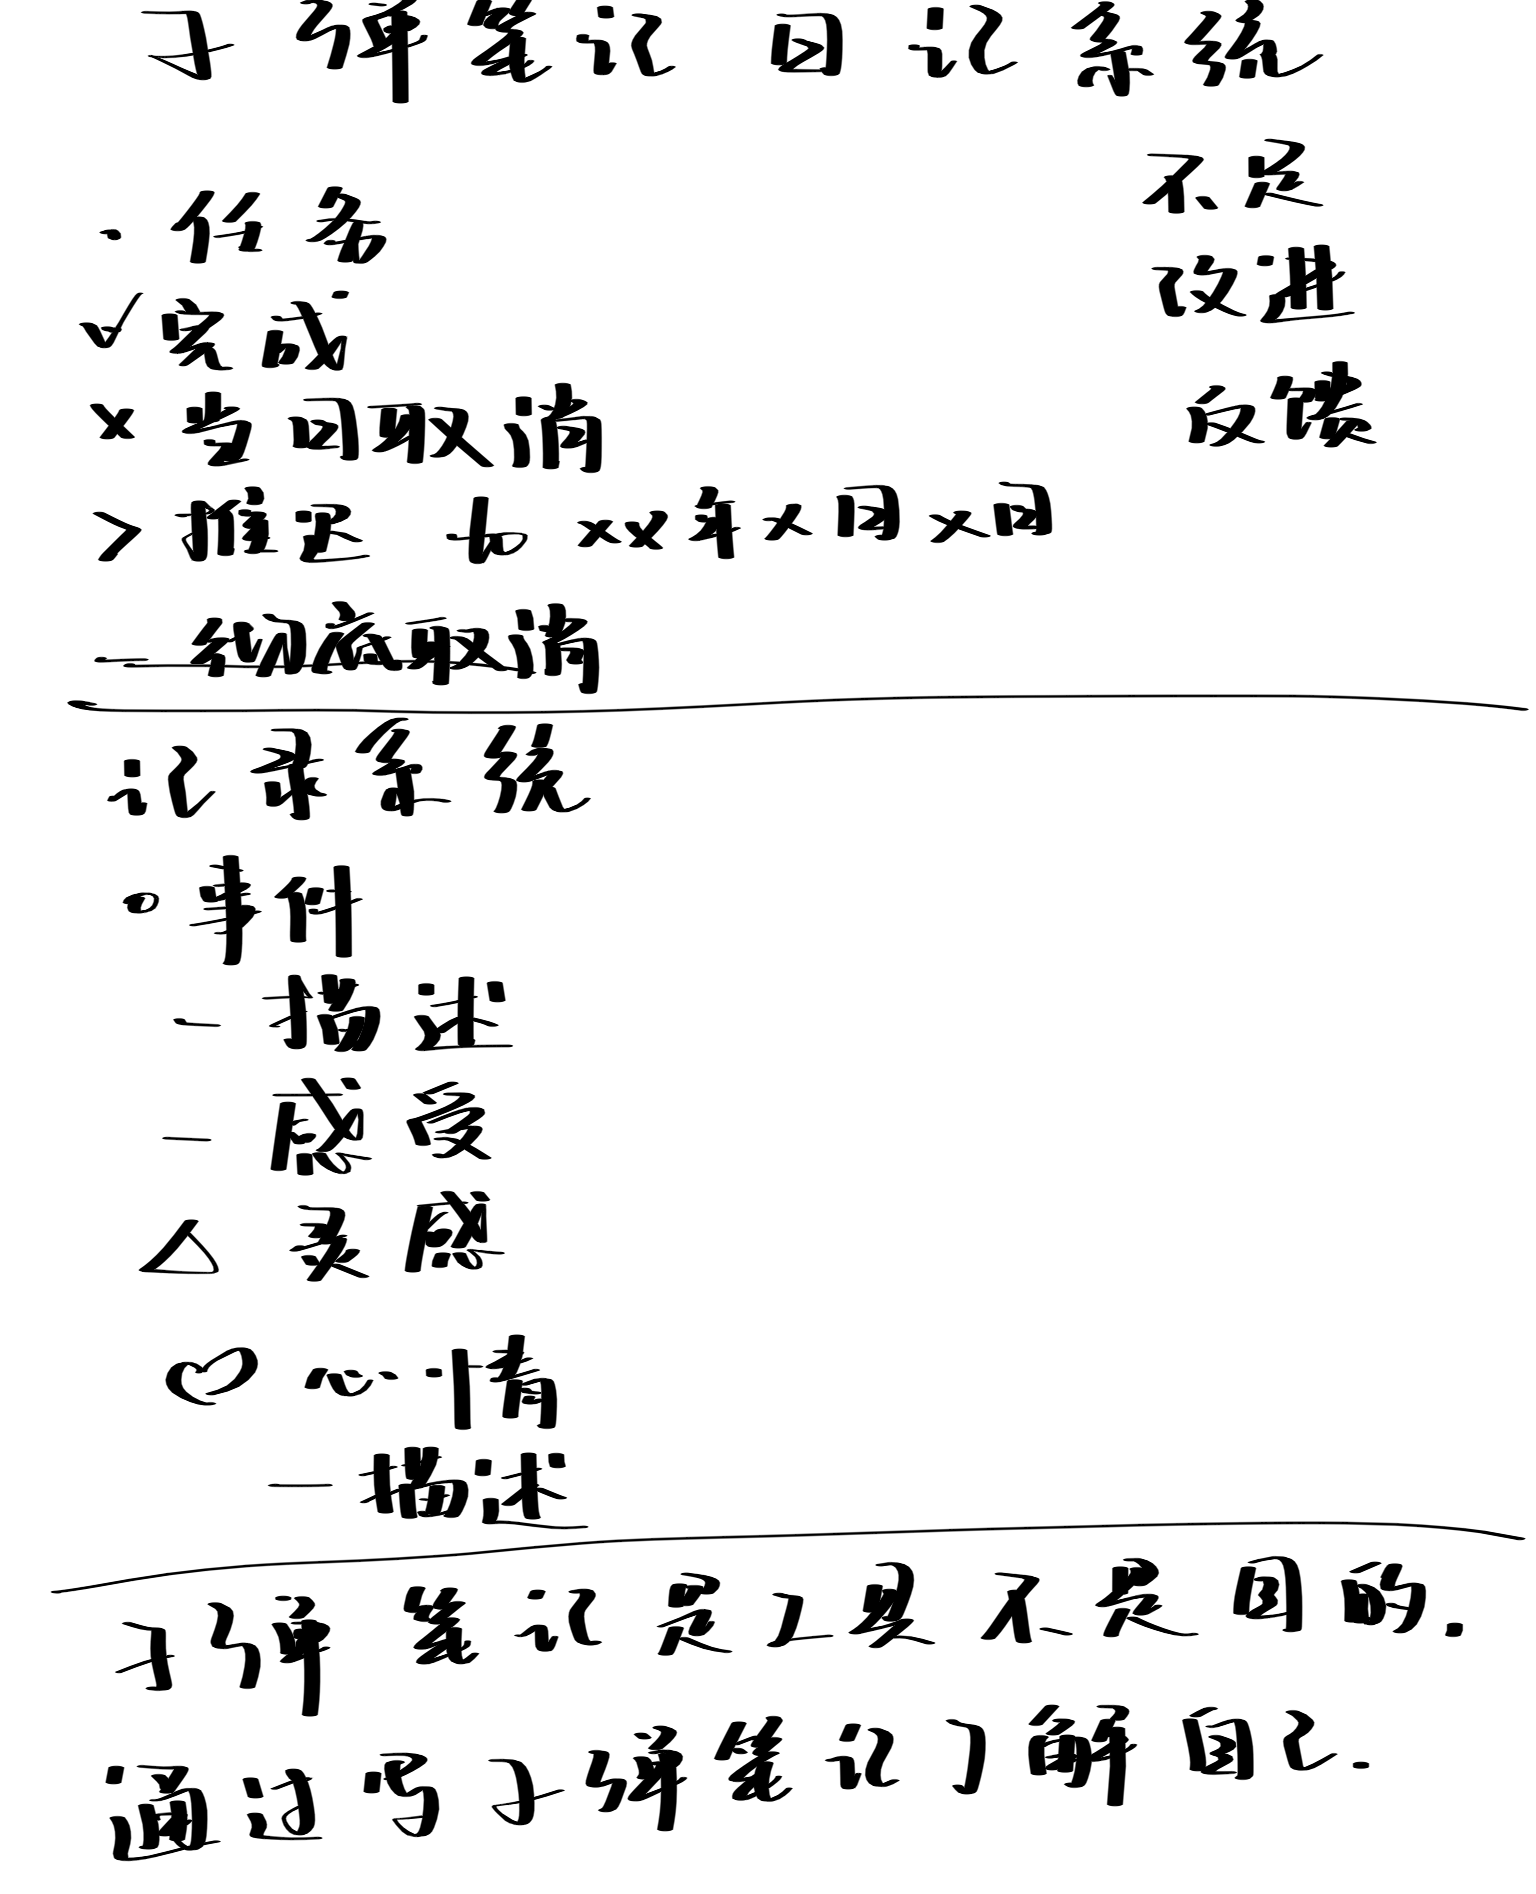 子弹笔记 日记系统
不足
· 任务
改进
✓ 完成
反馈
× 当日取消
> 推迟 to xx年x月x日
— 彻底取消
记录系统
○ 事件
— 描述
— 感受
△ 灵感
♡ 心情
— 描述
子弹笔记是工具不是目的.
通过写子弹笔记了解自己.